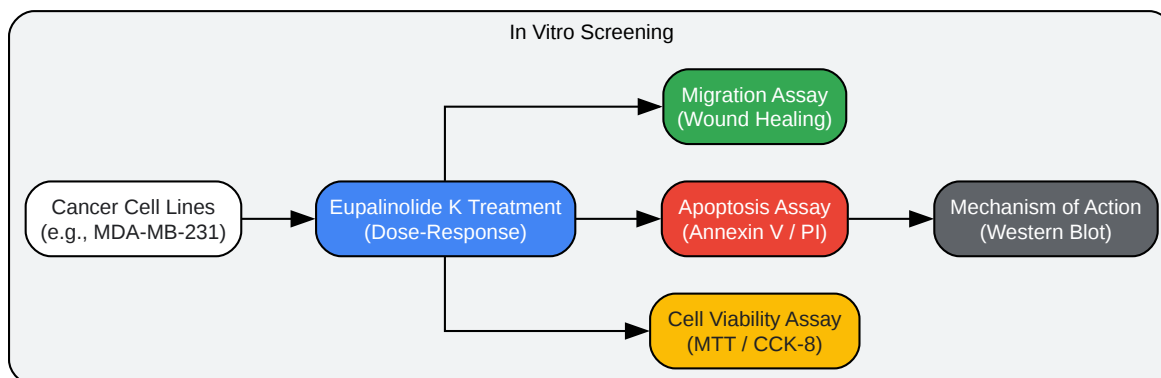 In Vitro Screening
Migration Assay
(Wound Healing)
Cancer Cell Lines
(e.g., MDA-MB-231)
Eupalinolide K Treatment
(Dose-Response)
Apoptosis Assay
(Annexin V / PI)
Mechanism of Action
(Western Blot)
Cell Viability Assay
(MTT / CCK-8)